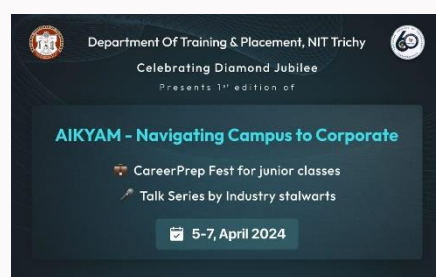 Department Of Training & Placement, NIT Trichy
Celebrating Diamond Jubilee
Presents 1st edition of
AIKYAM - Navigating Campus to Corporate
CareerPrep Fest for junior classes
Talk Series by Industry stalwarts
5-7, April 2024